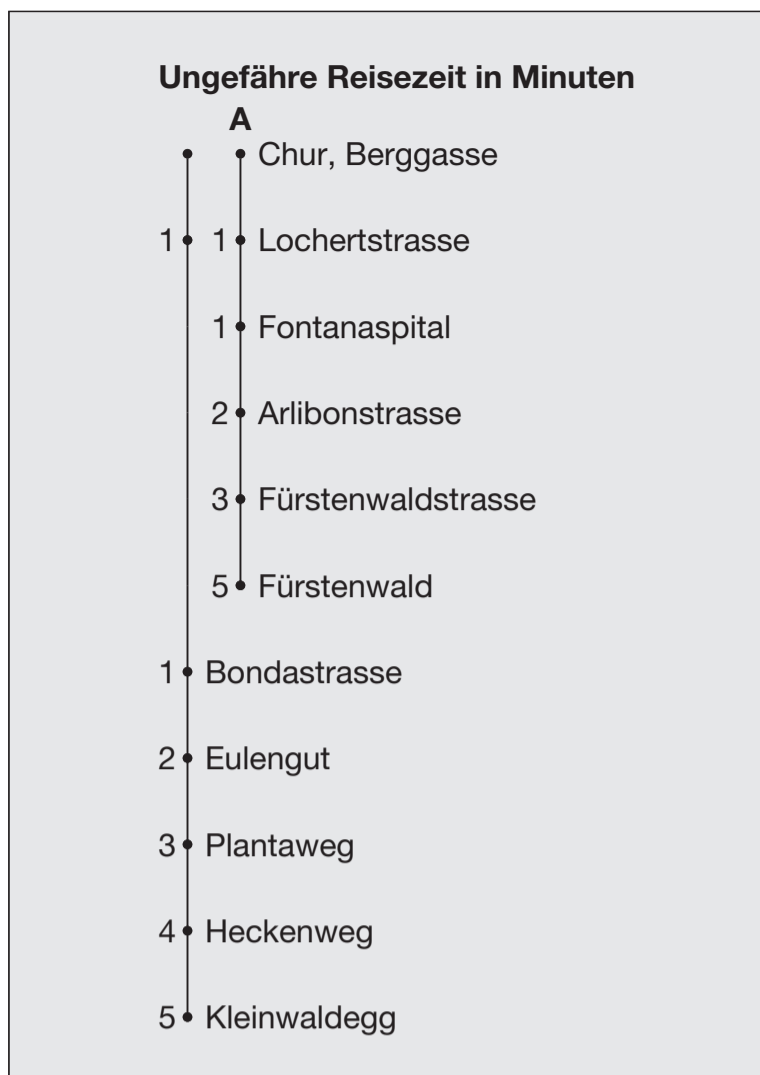 Ungefähre Reisezeit in Minuten
A
Chur, Berggasse
1 1 Lochertstrasse
1 Fontanaspital
2 Arlibonstrasse
3 Fürstenwaldstrasse
5 Fürstenwald
1 Bondastrasse
2 Eulengut
3 Plantaweg
4 Heckenweg
5 Kleinwaldegg